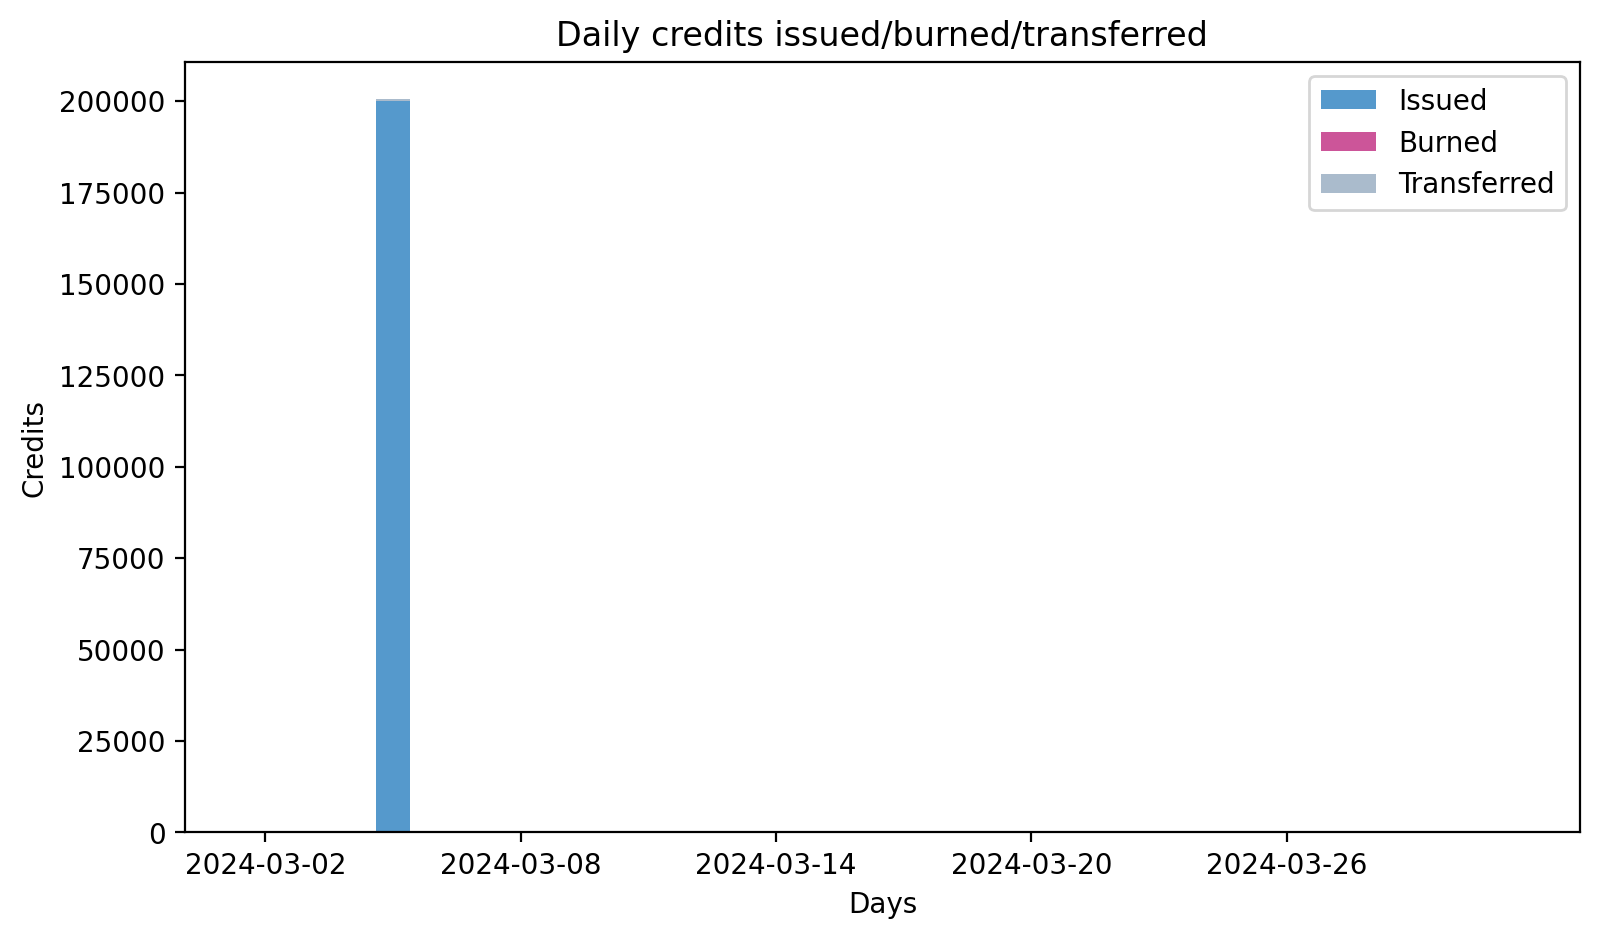 Daily credits issued/burned/transferred
Issued
Burned
Transferred
200000
175000
150000
125000
100000
75000
50000
25000
0
Credits
2024-03-02
2024-03-08
2024-03-14
2024-03-20
2024-03-26
Days